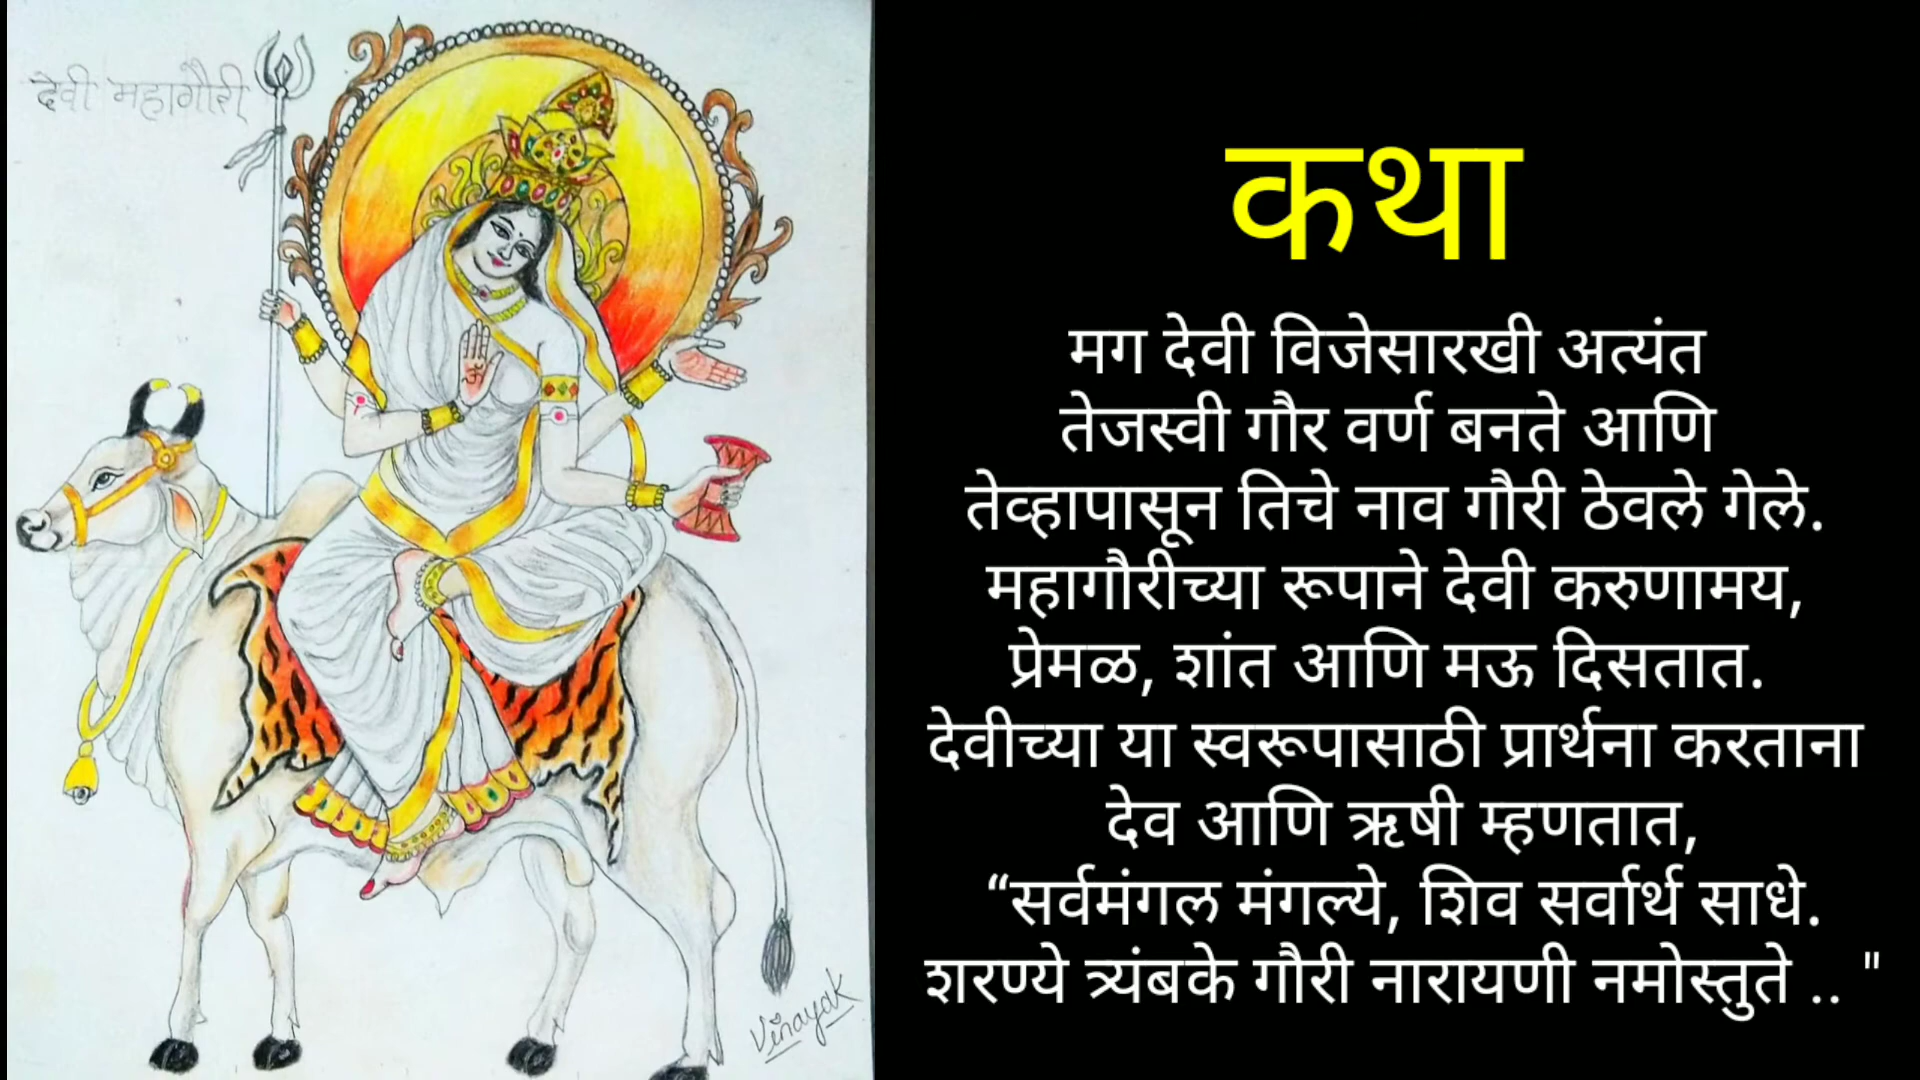 देवी महागौरी
कथा
मग देवी विजेसारखी अत्यंत
तेजस्वी गौर वर्ण बनते आणि
तेव्हापासून तिचे नाव गौरी ठेवले गेले.
महागौरीच्या रूपाने देवी करुणामय,
प्रेमळ, शांत आणि मऊ दिसतात.
देवीच्या या स्वरूपासाठी प्रार्थना करताना
देव आणि ऋषी म्हणतात,
“सर्वमंगल मंगल्ये, शिव सर्वार्थ साधे.
शरण्ये त्र्यंबके गौरी नारायणी नमोस्तुते .. "
ॐ
Vinayak